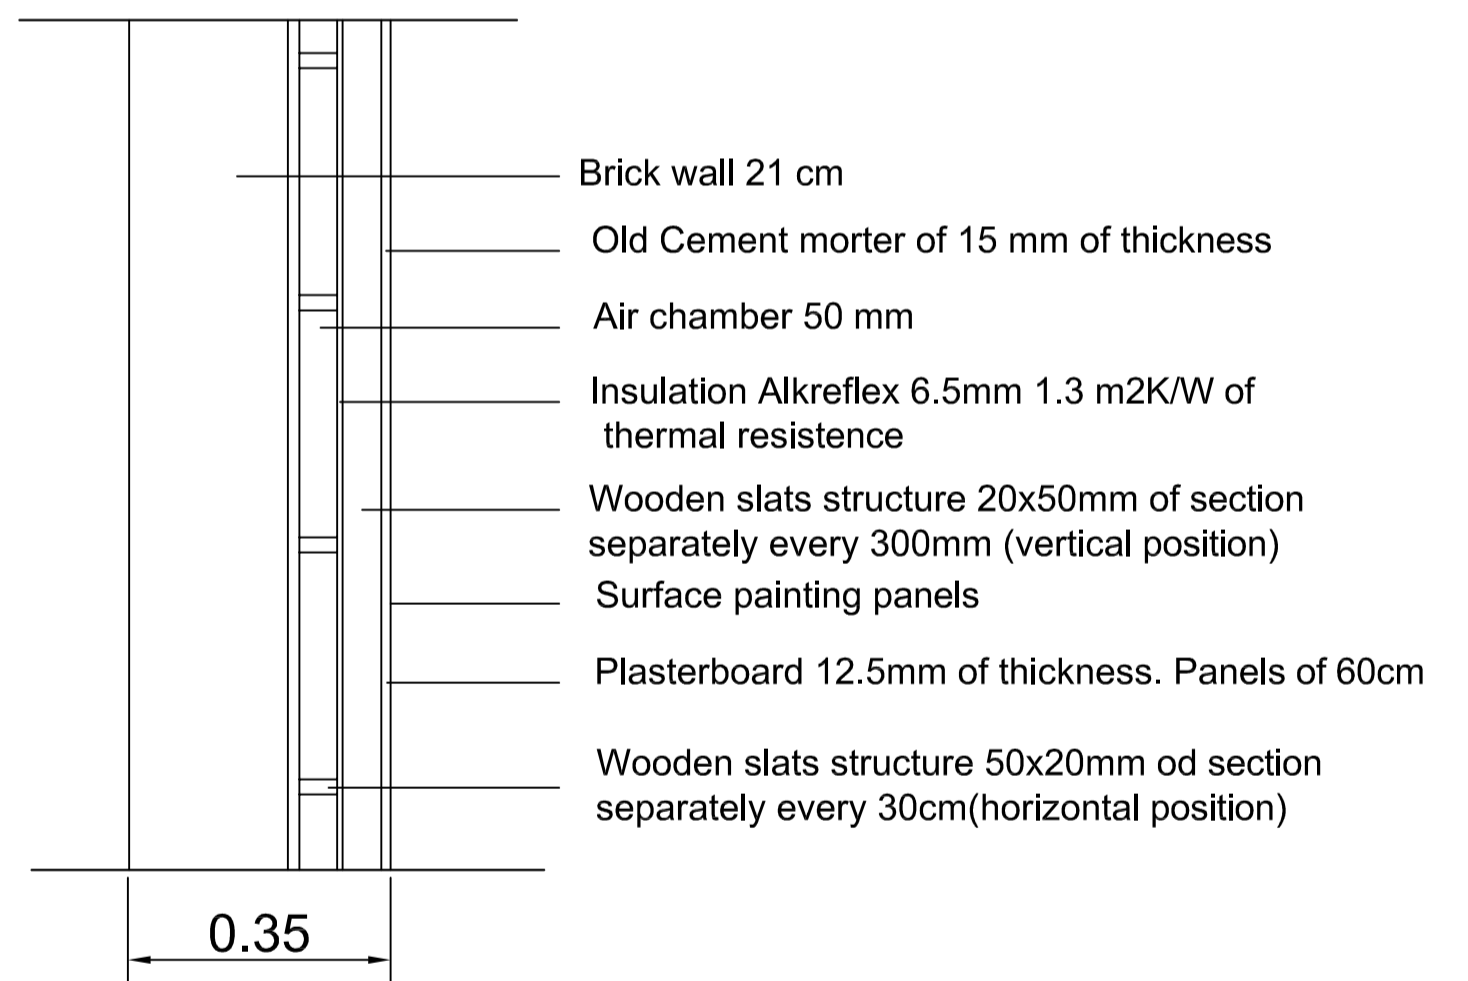 Brick wall 21 cm
Old Cement morter of 15 mm of thickness
Air chamber 50 mm
Insulation Alkreflex 6.5mm 1.3 m2K/W of
thermal resistence
Wooden slats structure 20x50mm of section
separately every 300mm (vertical position)
Surface painting panels
Plasterboard 12.5mm of thickness. Panels of 60cm
Wooden slats structure 50x20mm od section
separately every 30cm(horizontal position)
0.35